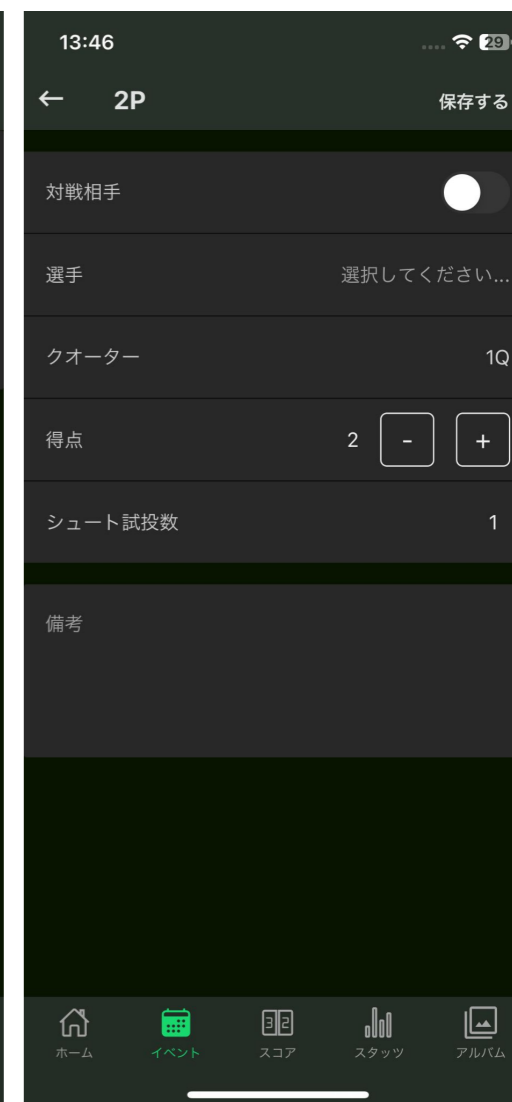 13:46
29
2P
保存する
対戦相手
選手
選択してください...
クオーター
1Q
得点
2
-
+
シュート試投数
1
備考
ホーム
イベント
スコア
スタッツ
アルバム